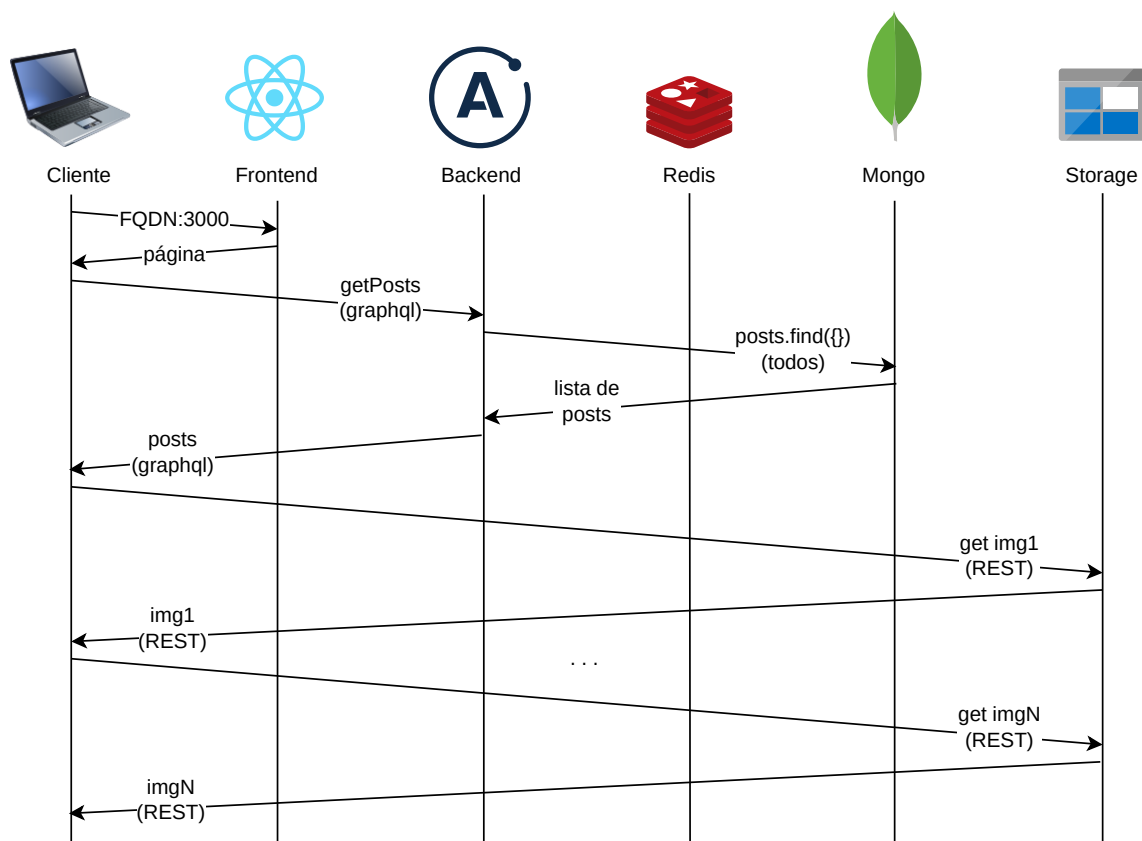 Cliente
Frontend
Backend
Redis
Mongo
Storage
FQDN:3000
página
getPosts
(graphql)
posts.find({})
(todos)
lista de
posts
posts
(graphql)
get img1
(REST)
img1
(REST)
. . .
get imgN
(REST)
imgN
(REST)